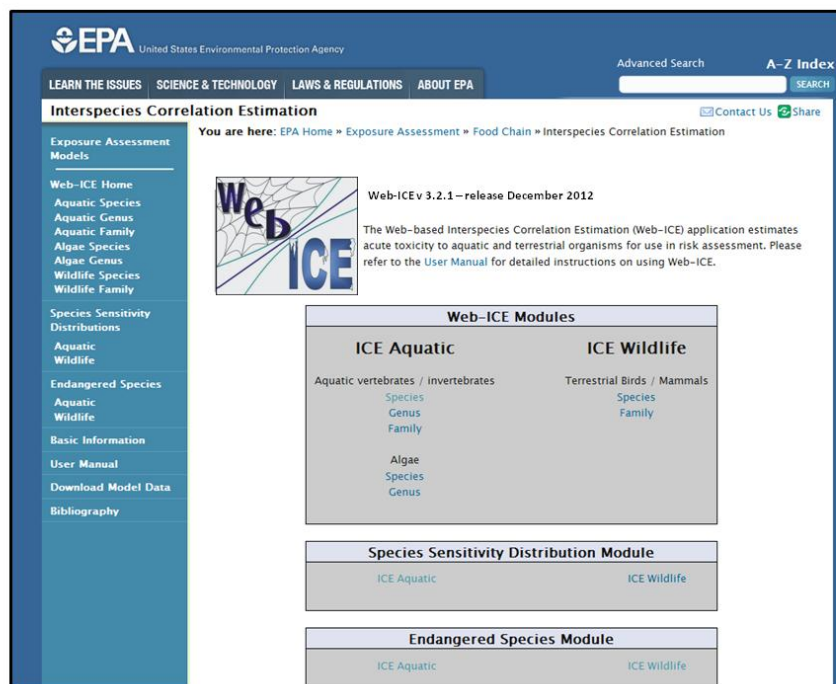 EPA United States Environmental Protection Agency
Advanced Search A-Z Index
LEARN THE ISSUES SCIENCE & TECHNOLOGY LAWS & REGULATIONS ABOUT EPA SEARCH
Interspecies Correlation Estimation Contact Us Share
You are here: EPA Home » Exposure Assessment » Food Chain » Interspecies Correlation Estimation
Exposure Assessment
Models
Web-ICE Home
Aquatic Species
Aquatic Genus
Aquatic Family
Algae Species
Algae Genus
Wildlife Species
Wildlife Family
Species Sensitivity
Distributions
Aquatic
Wildlife
Endangered Species
Aquatic
Wildlife
Basic Information
User Manual
Download Model Data
Bibliography
Web
ICE
Web-ICE v 3.2.1 – release December 2012
The Web-based Interspecies Correlation Estimation (Web-ICE) application estimates
acute toxicity to aquatic and terrestrial organisms for use in risk assessment. Please
refer to the User Manual for detailed instructions on using Web-ICE.
Web-ICE Modules
ICE Aquatic ICE Wildlife
Aquatic vertebrates / invertebrates Terrestrial Birds / Mammals
Species Species
Genus Family
Family
Algae
Species
Genus
Species Sensitivity Distribution Module
ICE Aquatic ICE Wildlife
Endangered Species Module
ICE Aquatic ICE Wildlife